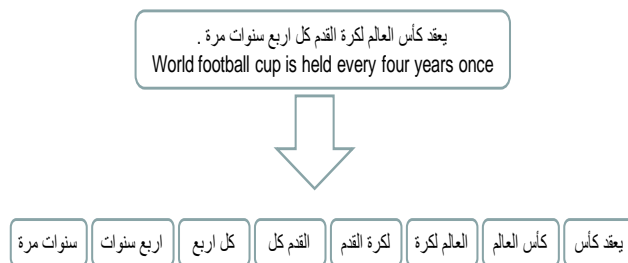 يعقد كأس العالم لكرة القدم كل اربع سنوات مرة .
World football cup is held every four years once
يعقد كأس
كأس العالم
العالم لكرة
لكرة القدم
القدم كل
كل اربع
اربع سنوات
سنوات مرة